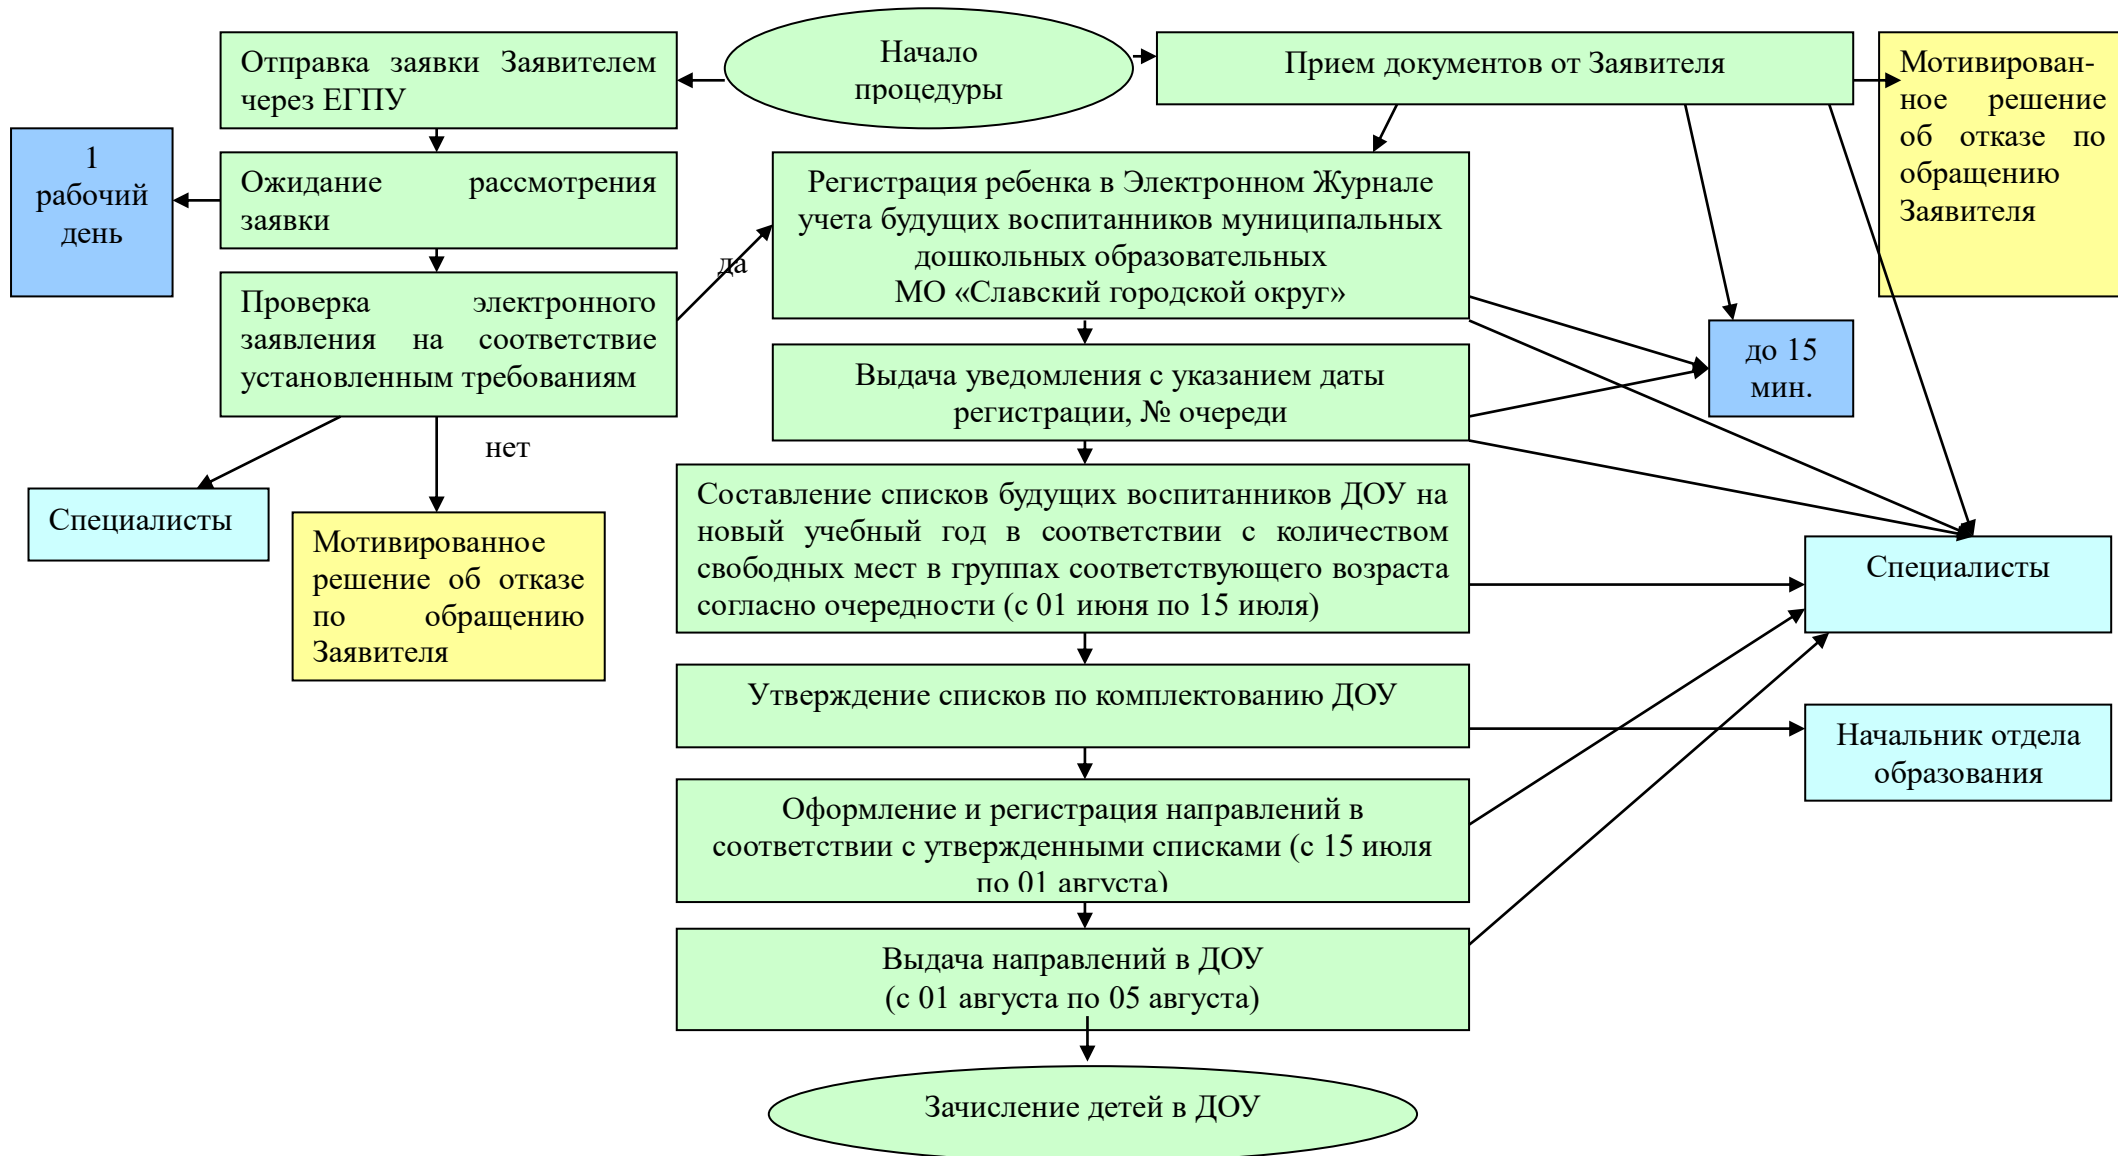 Начало
процедуры
Отправка заявки Заявителем
через ЕГПУ
Прием документов от Заявителя
Мотивирован-
ное решение
об отказе по
обращению
Заявителя
1
рабочий
день
Ожидание рассмотрения
заявки
Регистрация ребенка в Электронном Журнале
учета будущих воспитанников муниципальных
дошкольных образовательных
МО «Славский городской округ»
да
Проверка электронного
заявления на соответствие
установленным требованиям
до 15
мин.
Выдача уведомления с указанием даты
регистрации, № очереди
нет
Специалисты
Мотивированное
решение об отказе
по обращению
Заявителя
Составление списков будущих воспитанников ДОУ на
новый учебный год в соответствии с количеством
свободных мест в группах соответствующего возраста
согласно очередности (с 01 июня по 15 июля)
Специалисты
Утверждение списков по комплектованию ДОУ
Начальник отдела
образования
Оформление и регистрация направлений в
соответствии с утвержденными списками (с 15 июля
по 01 августа)
Выдача направлений в ДОУ
(с 01 августа по 05 августа)
Зачисление детей в ДОУ